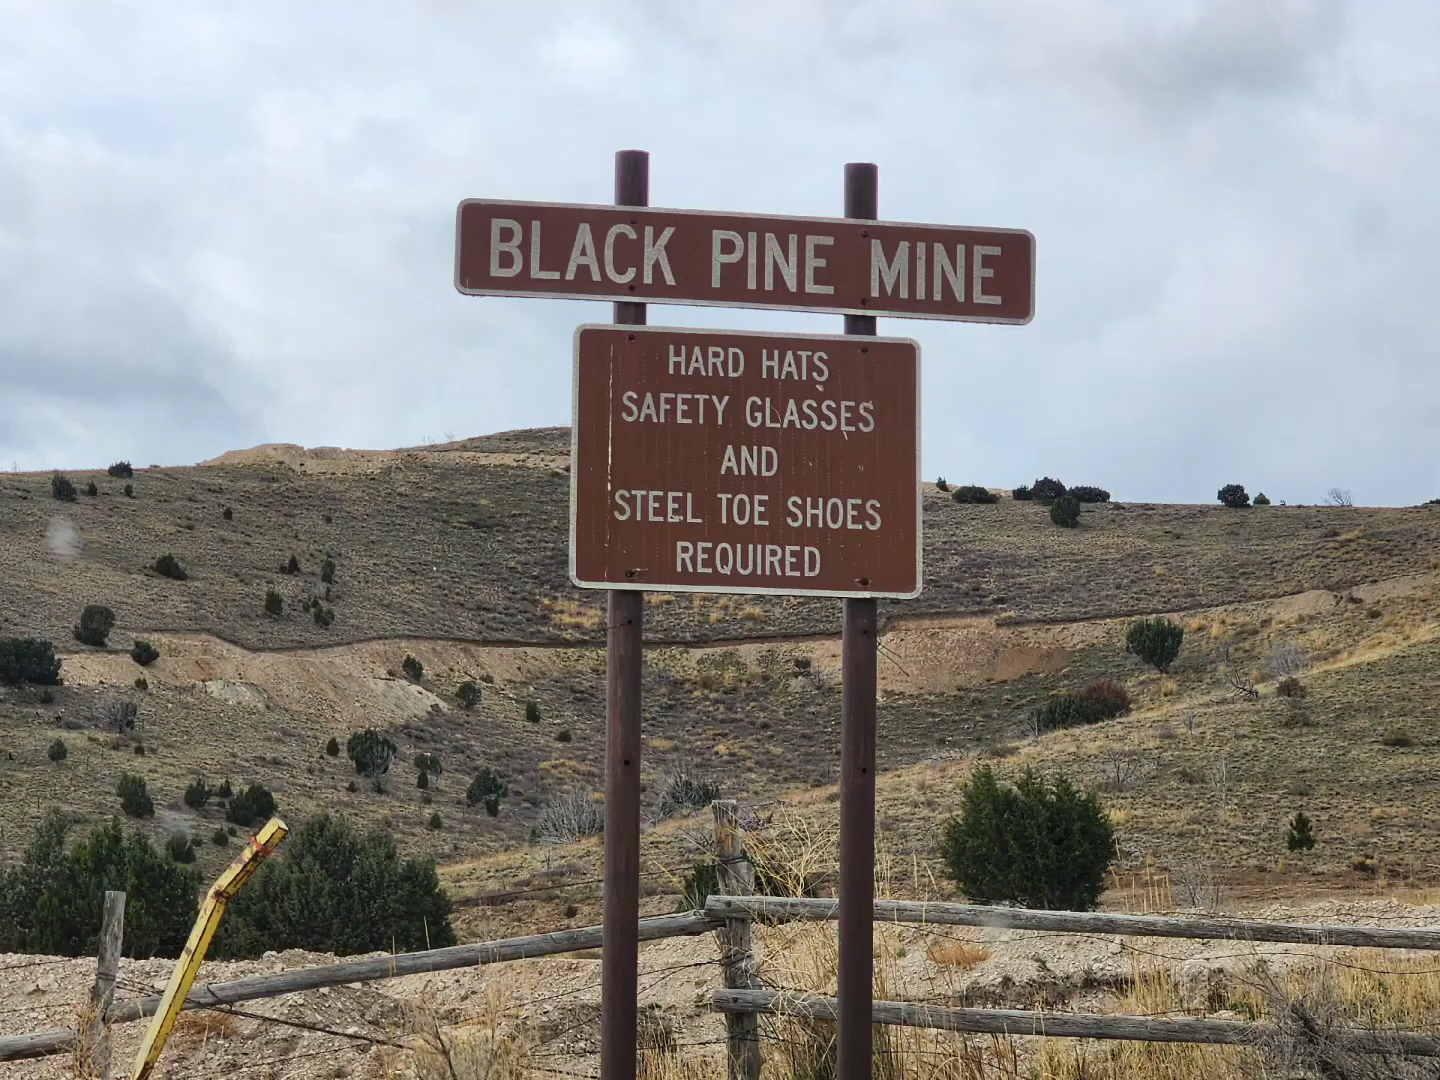 BLACK PINE MINE
HARD HATS
SAFETY GLASSES
AND
STEEL TOE SHOES
REQUIRED